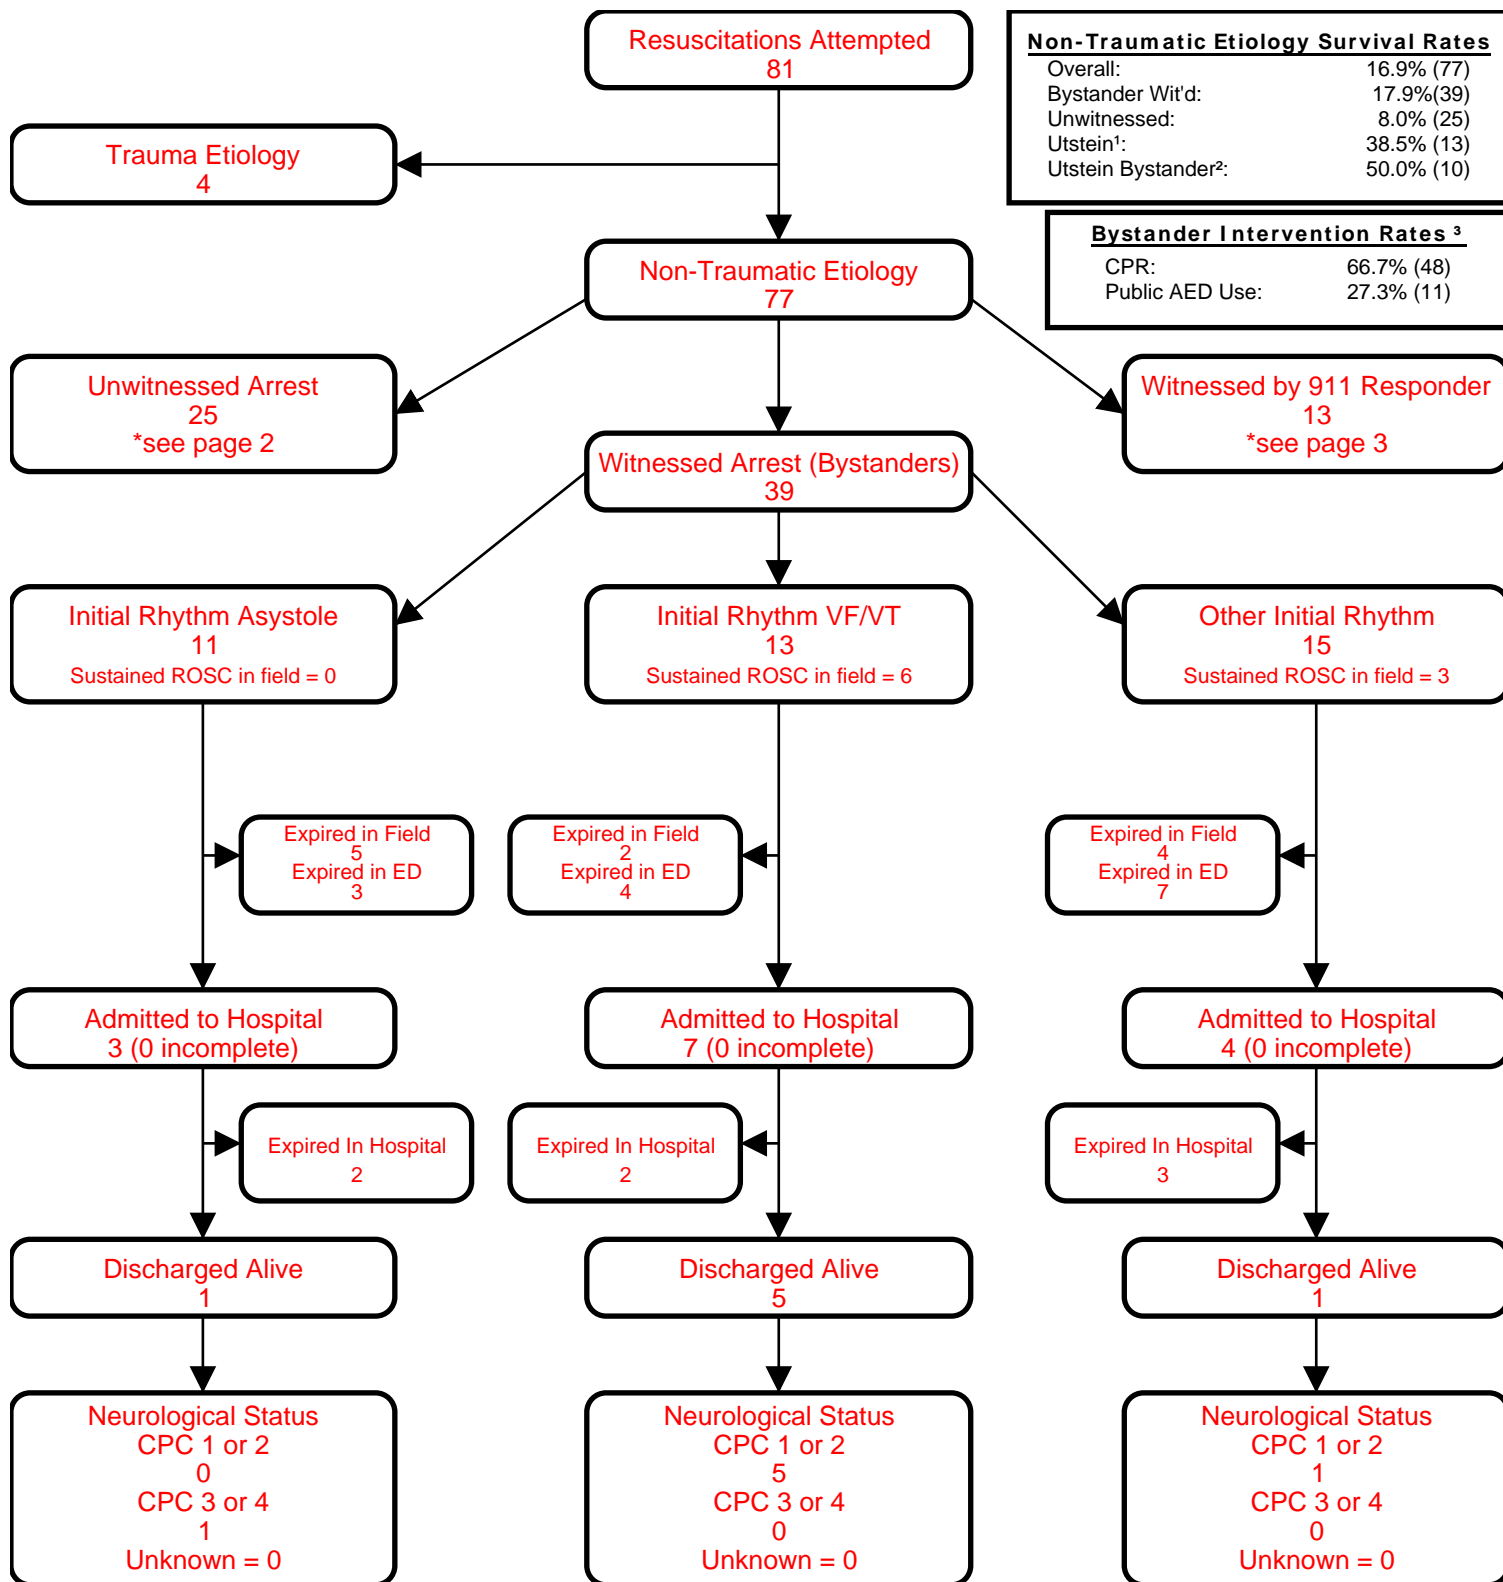 Resuscitations Attempted
81
Non-Traumatic Etiology Survival Rates
Overall: 16.9% (77)
Bystander Wit'd: 17.9%(39)
Unwitnessed: 8.0% (25)
Utstein¹: 38.5% (13)
Utstein Bystander²: 50.0% (10)
Trauma Etiology
4
Bystander Intervention Rates ³
CPR: 66.7% (48)
Public AED Use: 27.3% (11)
Non-Traumatic Etiology
77
Unwitnessed Arrest
25
*see page 2
Witnessed Arrest (Bystanders)
39
Witnessed by 911 Responder
13
*see page 3
Initial Rhythm Asystole
11
Sustained ROSC in field = 0
Initial Rhythm VF/VT
13
Sustained ROSC in field = 6
Other Initial Rhythm
15
Sustained ROSC in field = 3
Expired in Field
5
Expired in ED
3
Expired in Field
2
Expired in ED
4
Expired in Field
4
Expired in ED
7
Admitted to Hospital
3 (0 incomplete)
Admitted to Hospital
7 (0 incomplete)
Admitted to Hospital
4 (0 incomplete)
Expired In Hospital
2
Expired In Hospital
2
Expired In Hospital
3
Discharged Alive
1
Discharged Alive
5
Discharged Alive
1
Neurological Status
CPC 1 or 2
0
CPC 3 or 4
1
Unknown = 0
Neurological Status
CPC 1 or 2
5
CPC 3 or 4
0
Unknown = 0
Neurological Status
CPC 1 or 2
1
CPC 3 or 4
0
Unknown = 0